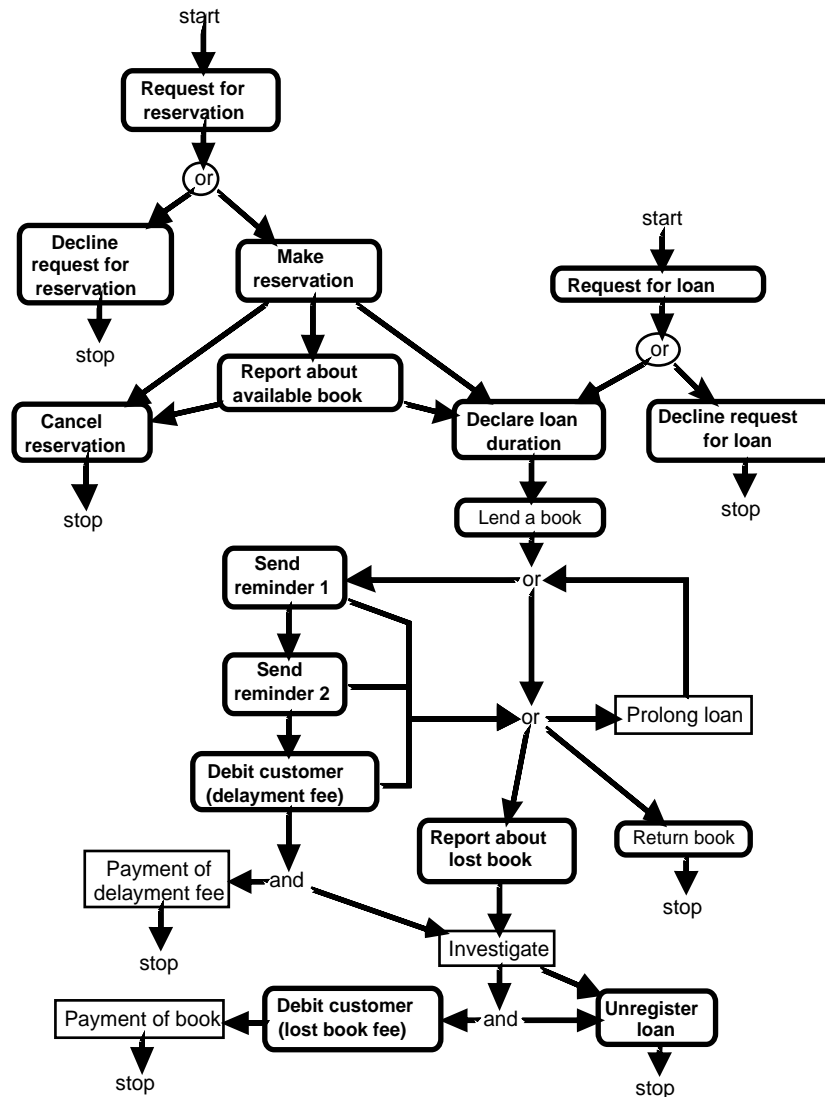 start
Request for
reservation
or
Decline
request for
reservation
stop
Make
reservation
start
Request for loan
or
Report about
available book
Cancel
reservation
stop
Declare loan
duration
Decline request
for loan
stop
Lend a book
or
Send
reminder 1
Send
reminder 2
or
Prolong loan
Debit customer
(delayment fee)
Report about
lost book
Return book
stop
and
Payment of
delayment fee
stop
Investigate
Payment of book
stop
Debit customer
(lost book fee)
and
Unregister
loan
stop